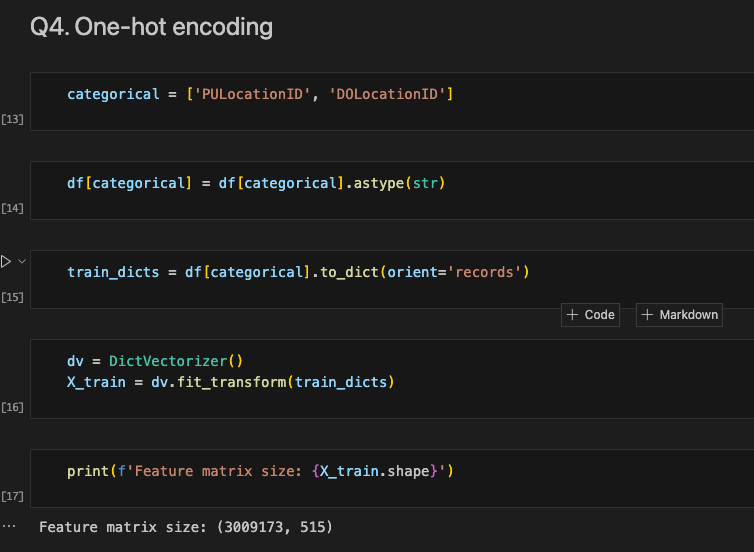 Q4. One-hot encoding
categorical = ['PULocationID', 'DOLocationID']
[13]
df[categorical] = df[categorical].astype(str)
[14]
train_dicts = df[categorical].to_dict(orient='records')
[15]
+ Code
+ Markdown
dv = DictVectorizer()
X_train = dv.fit_transform(train_dicts)
[16]
print(f'Feature matrix size: {X_train.shape}')
[17]
... Feature matrix size: (3009173, 515)